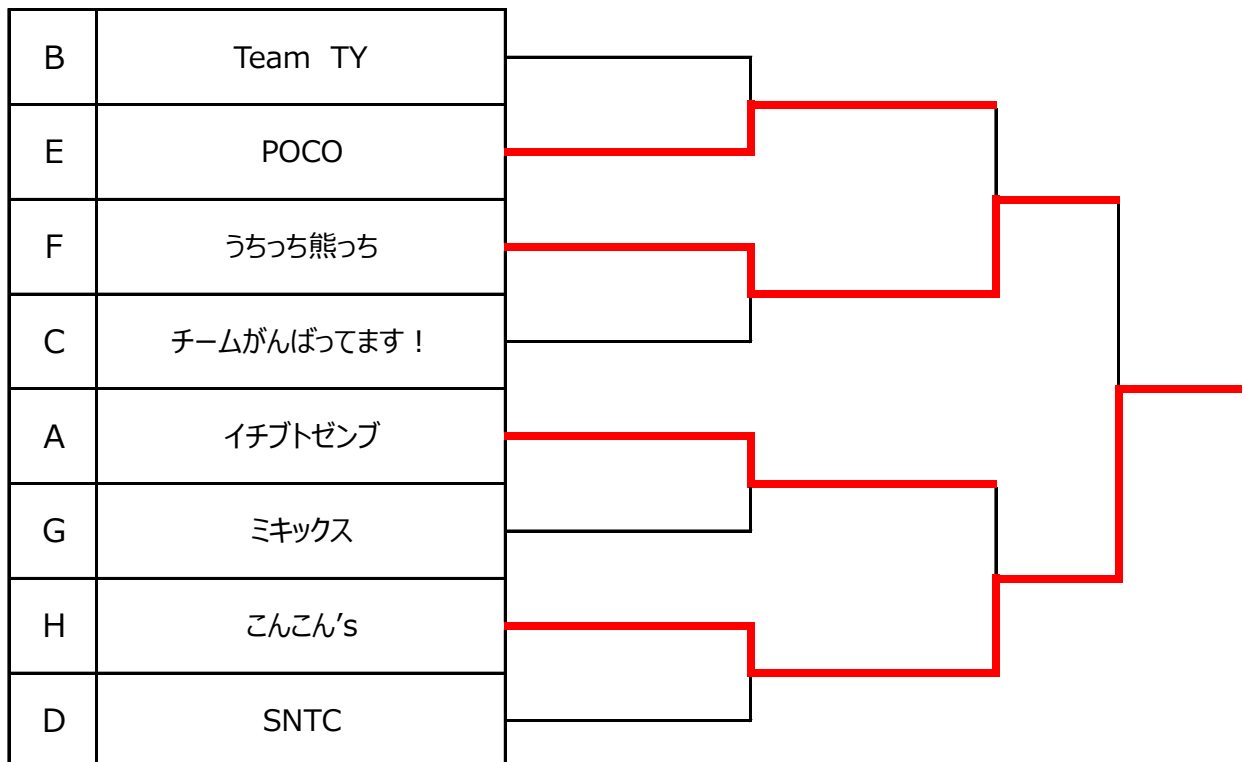 B Team TY
E POCO
F うちっち熊っち
C チームがんばってます！
A イチブトゼンブ
G ミキックス
H こんこん’s
D SNTC